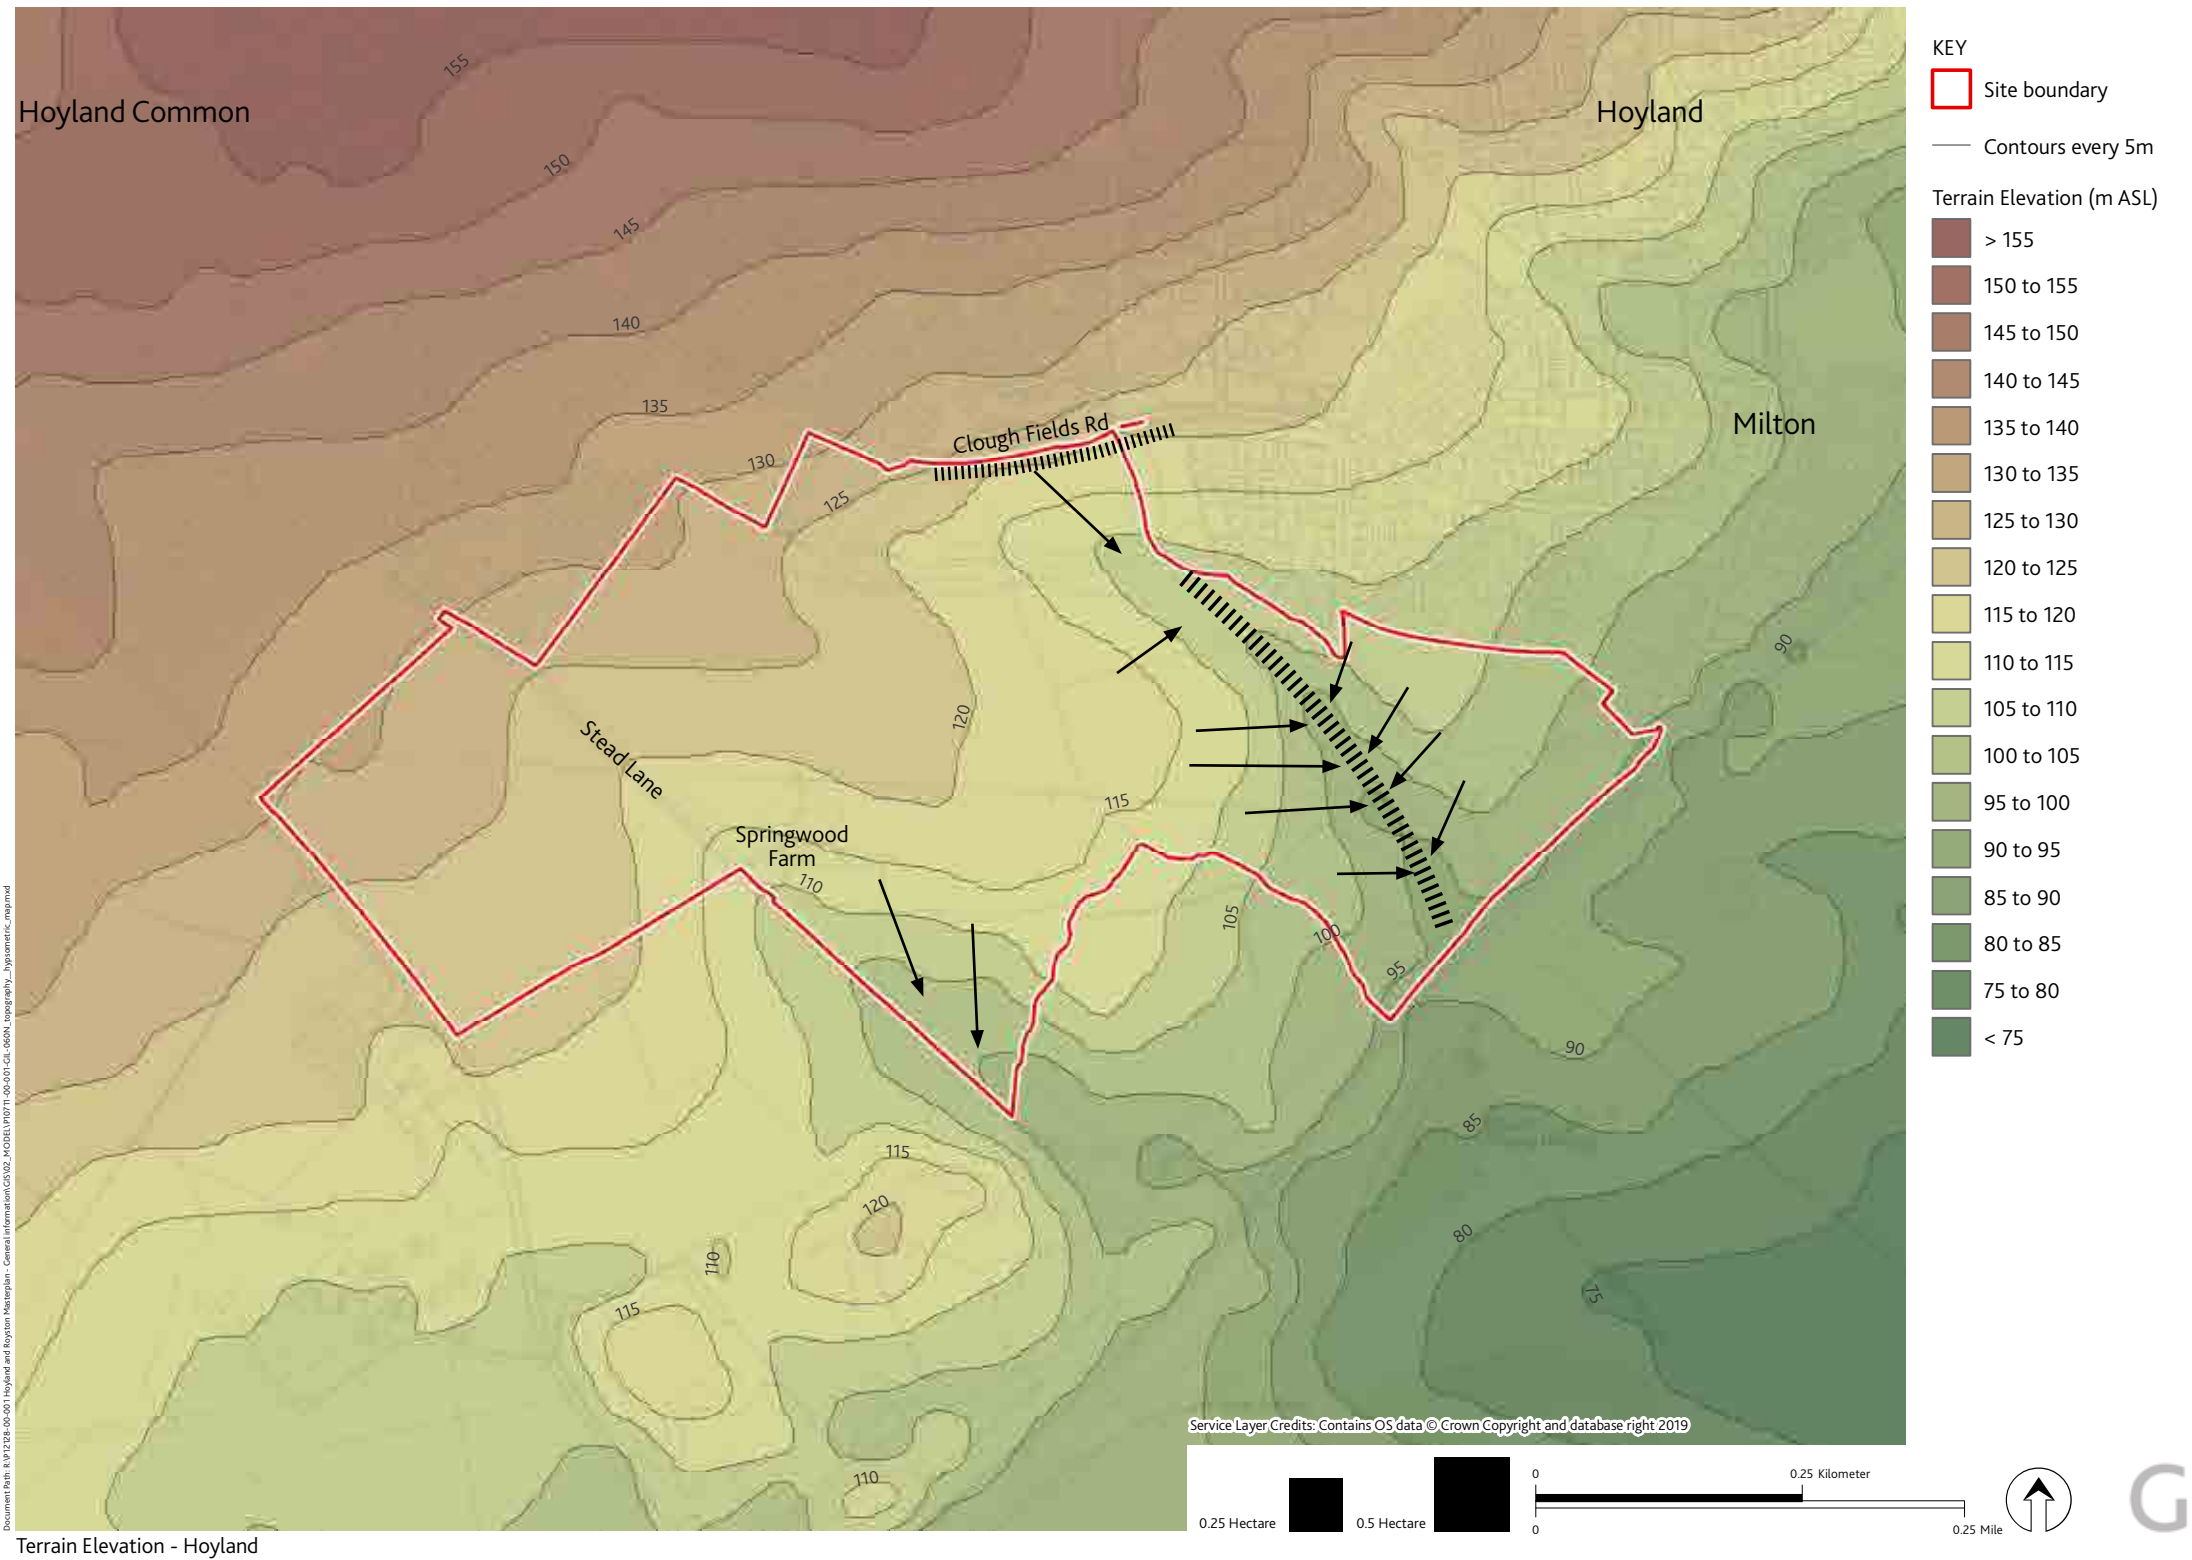 155
Hoyland Common
Hoyland
150
145
140
135
Milton
Clough Fields Rd
130
125
90
120
Stead Lane
115
Springwood
Farm
110
105
100
95
90
85
115
120
80
110
75
115
110
KEY
Site boundary
Contours every 5m
Terrain Elevation (m ASL)
> 155
150 to 155
145 to 150
140 to 145
135 to 140
130 to 135
125 to 130
120 to 125
115 to 120
110 to 115
105 to 110
100 to 105
95 to 100
90 to 95
85 to 90
80 to 85
75 to 80
< 75
Service Layer Credits: Contains OS data © Crown Copyright and database right 2019
0.25 Hectare
0.5 Hectare
0
0.25 Kilometer
0
0.25 Mile
G
Terrain Elevation - Hoyland